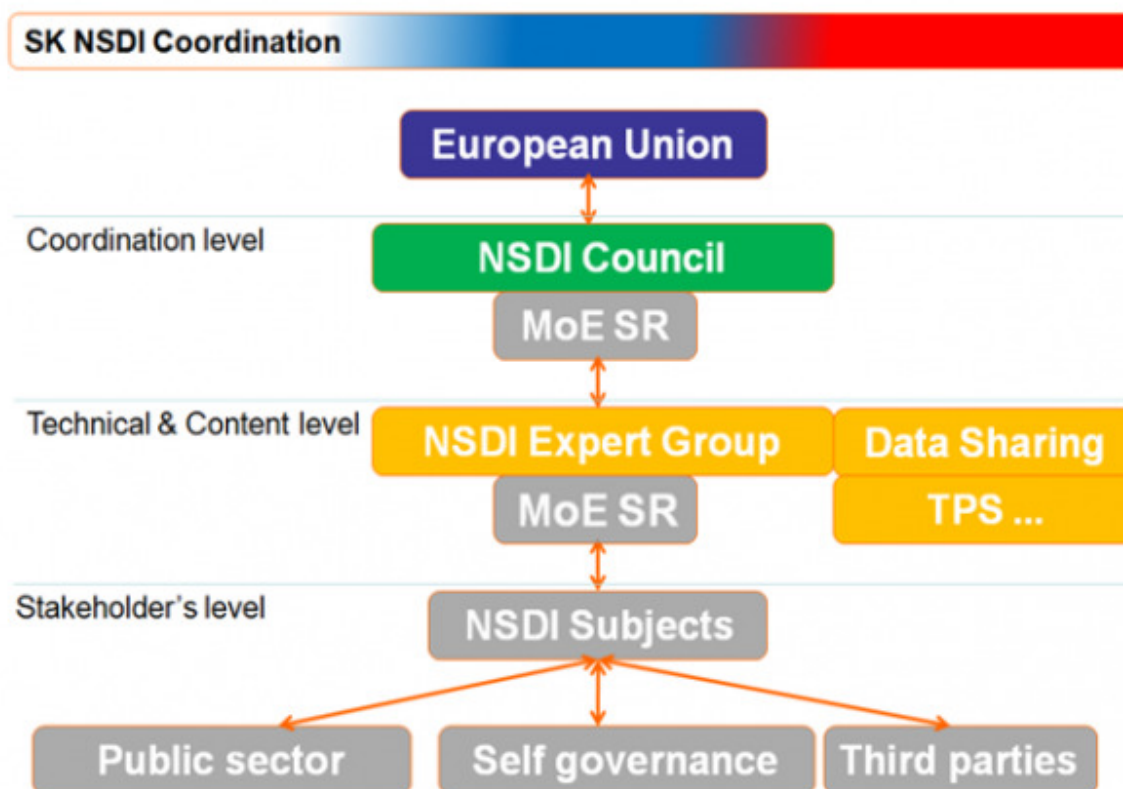 SK NSDI Coordination
European Union
Coordination level
NSDI Council
MoE SR
Technical & Content level
NSDI Expert Group
Data Sharing
MoE SR
TPS ...
Stakeholder's level
NSDI Subjects
Public sector
Self governance
Third parties